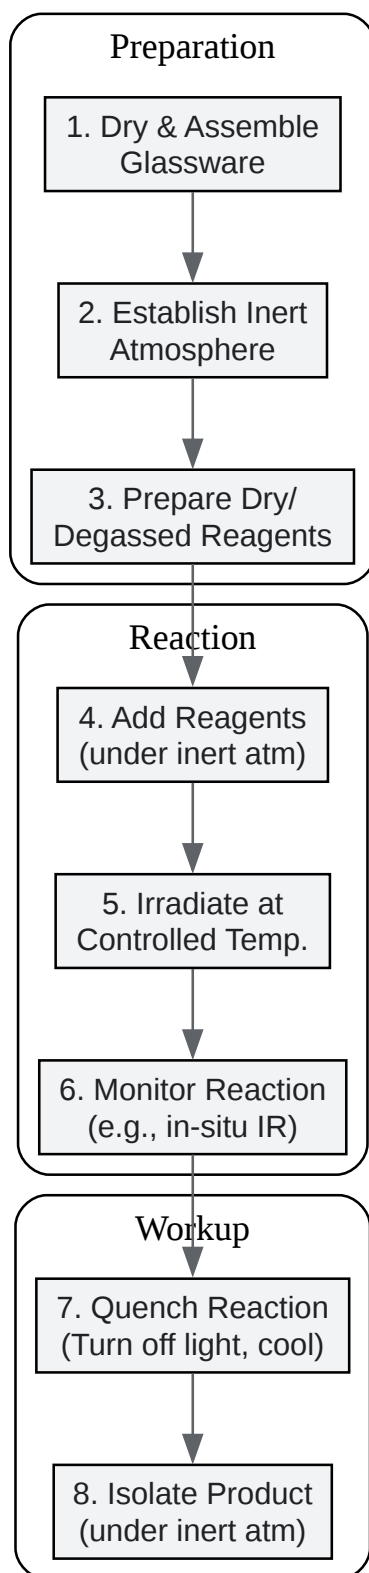 Preparation
1. Dry & Assemble
Glassware
2. Establish Inert
Atmosphere
3. Prepare Dry/
Degassed Reagents
Reaction
4. Add Reagents
(under inert atm)
5. Irradiate at
Controlled Temp.
6. Monitor Reaction
(e.g., in-situ IR)
Workup
7. Quench Reaction
(Turn off light, cool)
8. Isolate Product
(under inert atm)